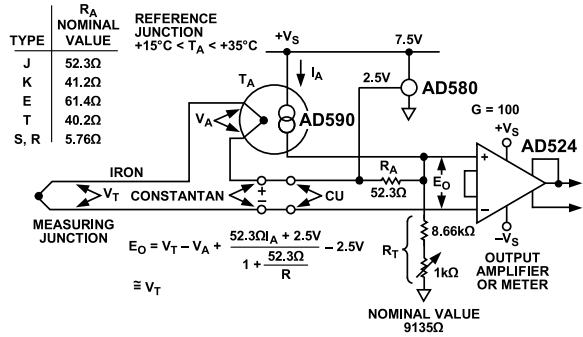 TYPE
R_A
NOMINAL
VALUE
J 52.3Ω
K 41.2Ω
E 61.4Ω
T 40.2Ω
S, R 5.76Ω
REFERENCE
JUNCTION
+15°C < T_A < +35°C
+V_S
7.5V
I_A
2.5V
T_A
V_A
AD590
AD580
G = 100
+V_S
AD524
IRON
V_T
CONSTANTAN
+
–
CU
R_A
52.3Ω
E_O
+
–
–V_S
MEASURING
JUNCTION
E_O = V_T – V_A + 52.3ΩI_A + 2.5V / 1 + 52.3Ω / R – 2.5V
≅ V_T
R_T
8.66kΩ
1kΩ
OUTPUT
AMPLIFIER
OR METER
NOMINAL VALUE
9135Ω